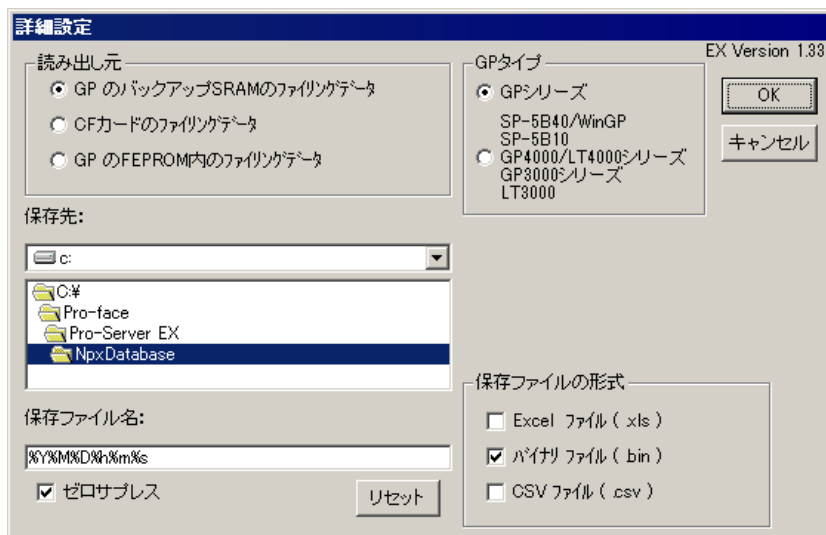 詳細設定
読み出し元
GP のバックアップSRAMのファイリングデータ
CFカードのファイリングデータ
GP のFEPROM内のファイリングデータ
保存先:
c:
C:¥
Pro-face
Pro-Server EX
NpxDatabase
保存ファイル名:
%Y%M%D%h%m%s
ゼロサプレス
リセット
GPタイプ
GPシリーズ
SP-5B40/WinGP
SP-5B10
GP4000/LT4000シリーズ
GP3000シリーズ
LT3000
EX Version 1.33
OK
キャンセル
保存ファイルの形式
Excel ファイル ( .xls )
バイナリ ファイル ( .bin )
CSV ファイル ( .csv )